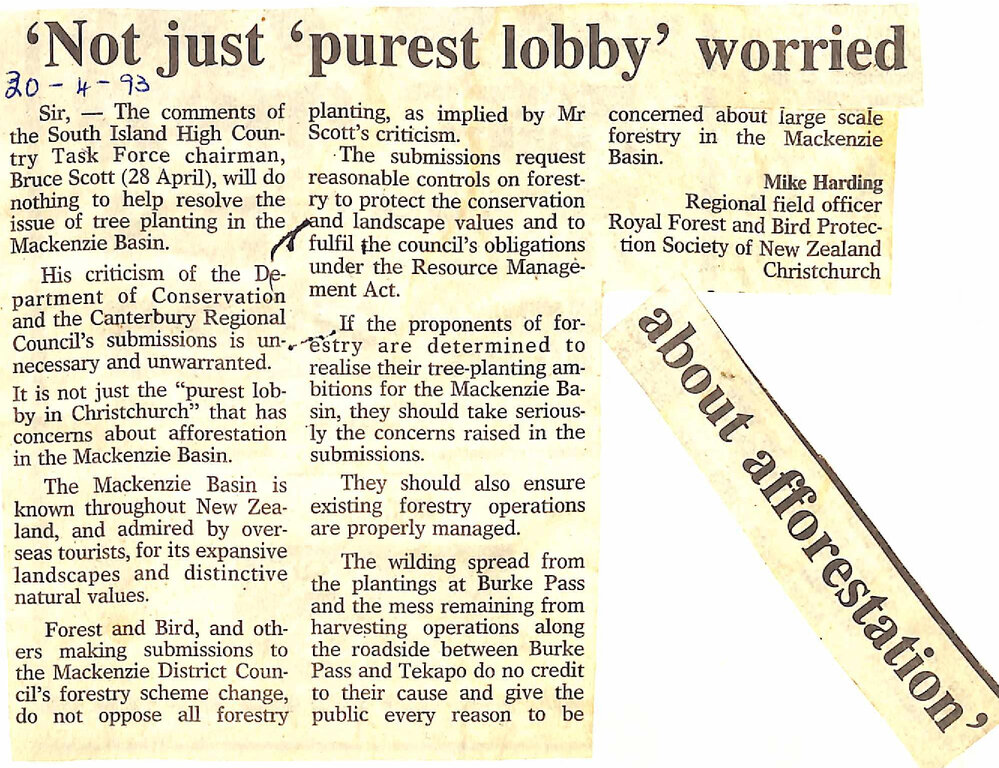 ‘Not just ‘purest lobby’ worried
about afforestation’
30-4-93
Sir, — The comments of
the South Island High Coun-
try Task Force chairman,
Bruce Scott (28 April), will do
nothing to help resolve the
issue of tree planting in the
Mackenzie Basin.
His criticism of the De-
partment of Conservation
and the Canterbury Regional
Council's submissions is un-
necessary and unwarranted.
It is not just the “purest lob-
by in Christchurch” that has
concerns about afforestation
in the Mackenzie Basin.
The Mackenzie Basin is
known throughout New Zea-
land, and admired by over-
seas tourists, for its expansive
landscapes and distinctive
natural values.
Forest and Bird, and oth-
ers making submissions to
the Mackenzie District Coun-
cil's forestry scheme change,
do not oppose all forestry
planting, as implied by Mr
Scott's criticism.
The submissions request
reasonable controls on forest-
ry to protect the conservation
and landscape values and to
fulfil the council's obligations
under the Resource Manage-
ment Act.
If the proponents of for-
estry are determined to
realise their tree-planting am-
bitions for the Mackenzie Ba-
sin, they should take serious-
ly the concerns raised in the
submissions.
They should also ensure
existing forestry operations
are properly managed.
The wilding spread from
the plantings at Burke Pass
and the mess remaining from
harvesting operations along
the roadside between Burke
Pass and Tekapo do no credit
to their cause and give the
public every reason to be
concerned about large scale
forestry in the Mackenzie
Basin.
Mike Harding
Regional field officer
Royal Forest and Bird Protec-
tion Society of New Zealand
Christchurch